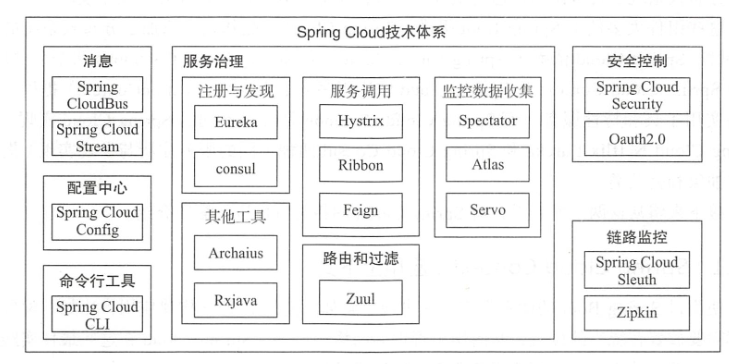 Spring Cloud技术体系
消息
Spring
CloudBus
Spring Cloud
Stream
配置中心
Spring Cloud
Config
命令行工具
Spring Cloud
CLI
服务治理
注册与发现
Eureka
consul
其他工具
Archaius
Rxjava
服务调用
Hystrix
Ribbon
Feign
路由和过滤
Zuul
监控数据收集
Spectator
Atlas
Servo
安全控制
Spring Cloud
Security
Oauth2.0
链路监控
Spring Cloud
Sleuth
Zipkin